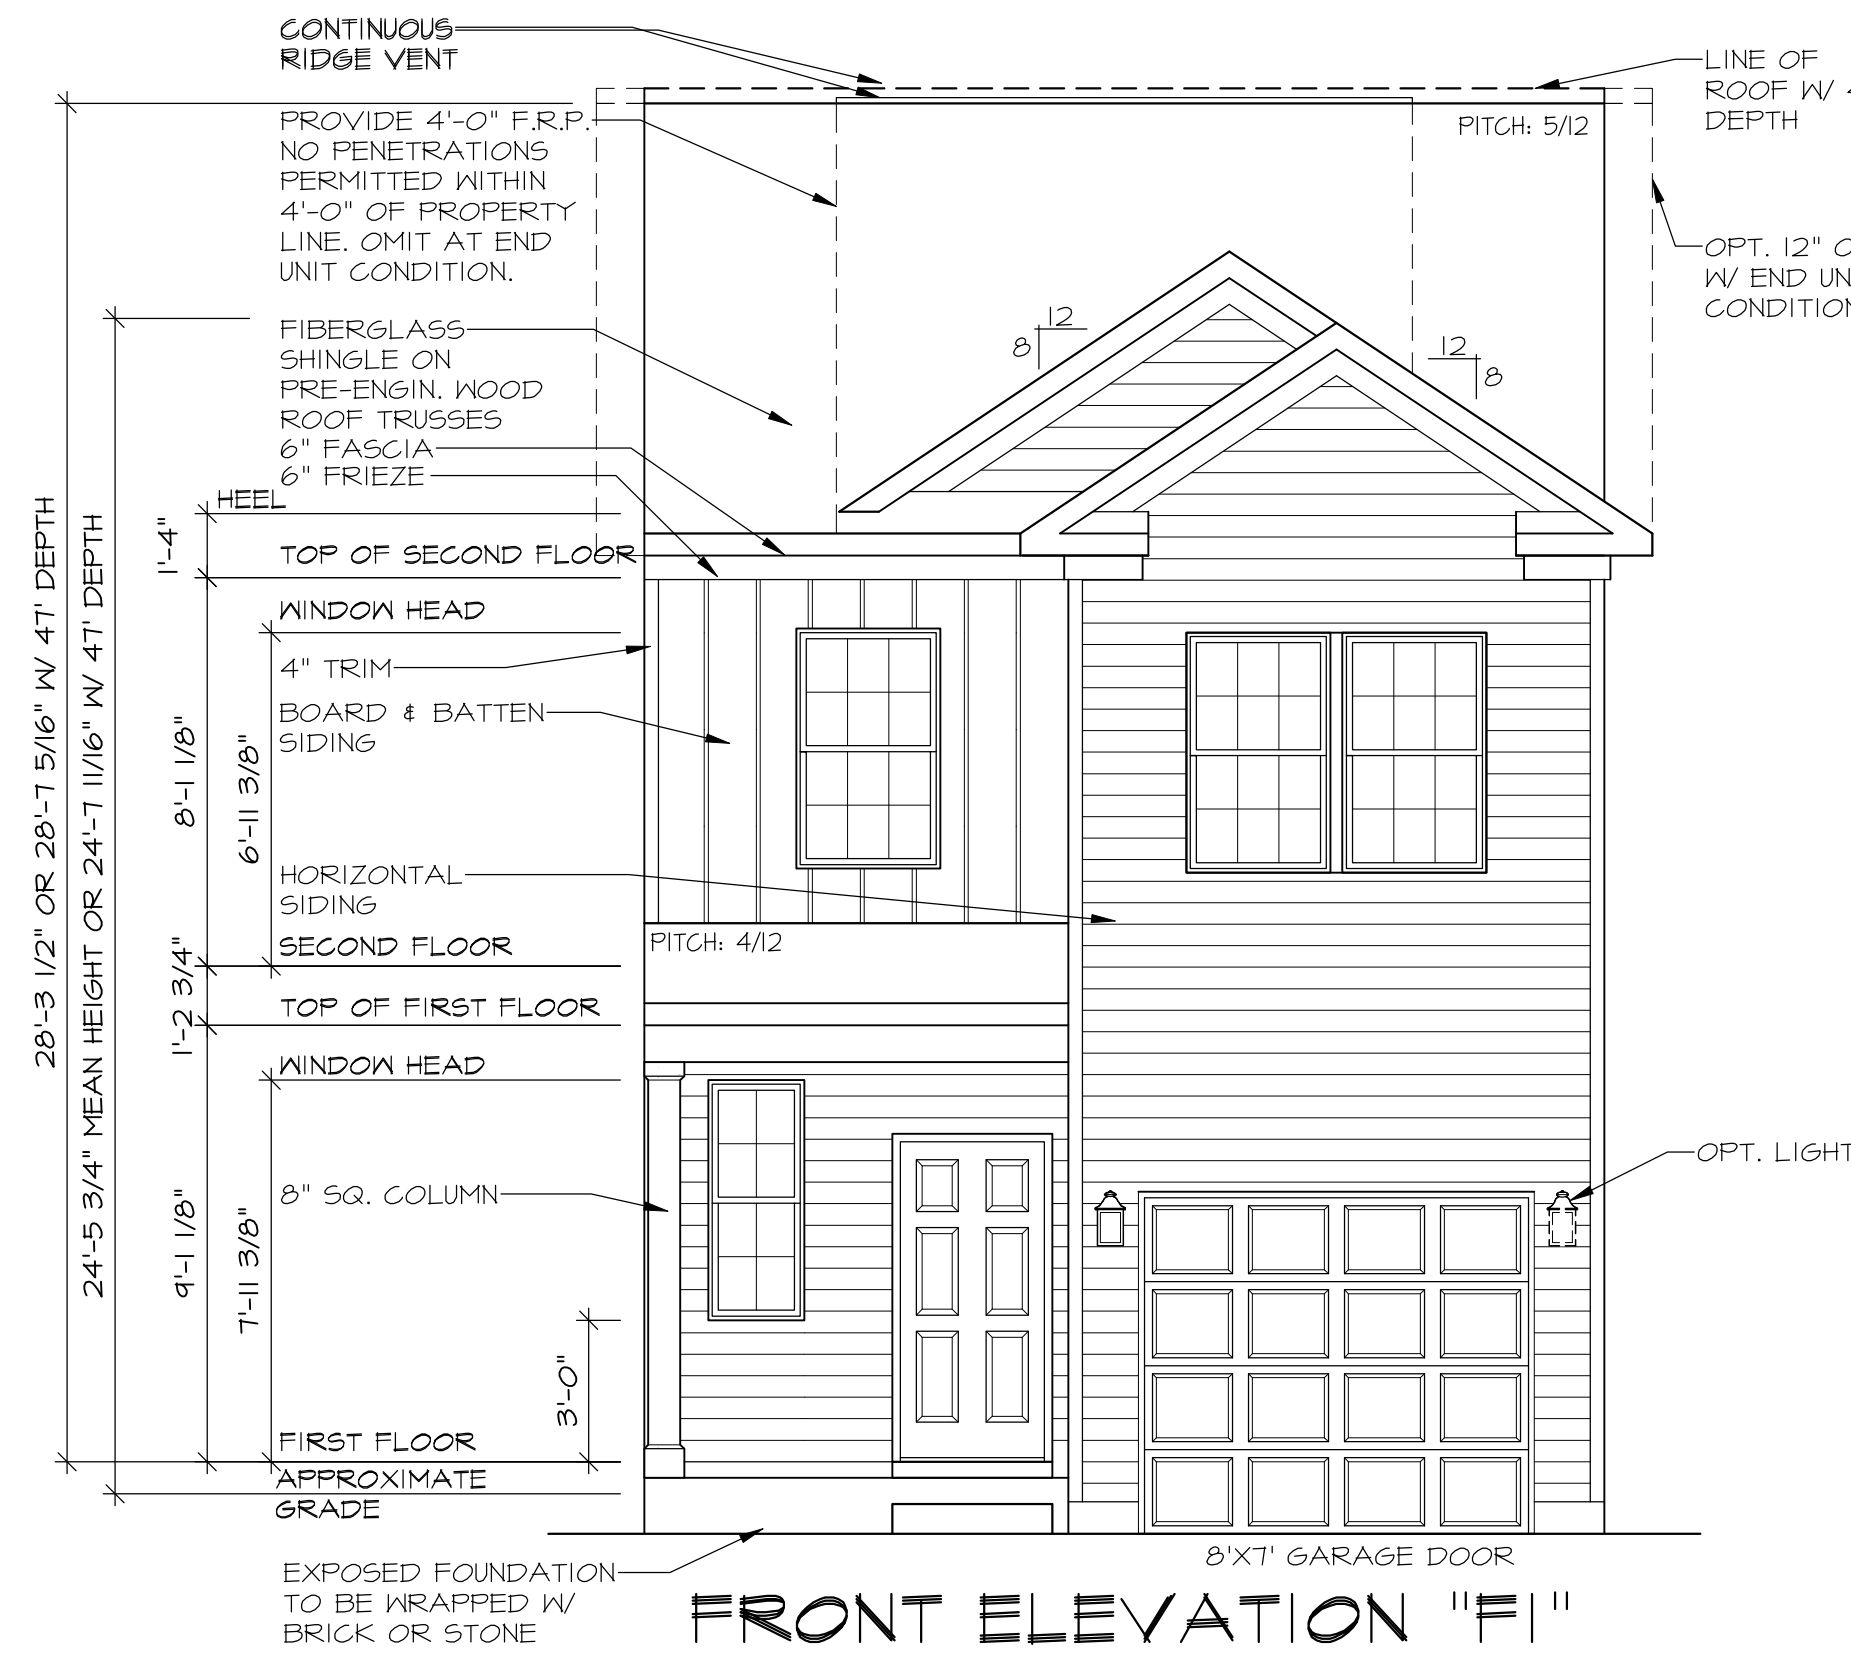 CONTINUOUS
RIDGE VENT
PROVIDE 4'-0" F.R.P.
NO PENETRATIONS
PERMITTED WITHIN
4'-0" OF PROPERTY
LINE. OMIT AT END
UNIT CONDITION.
FIBERGLASS
SHINGLE ON
PRE-ENGIN. WOOD
ROOF TRUSSES
6" FASCIA
6" FRIEZE
HEEL
TOP OF SECOND FLOOR
WINDOW HEAD
4" TRIM
BOARD & BATTEN
SIDING
HORIZONTAL
SIDING
SECOND FLOOR
TOP OF FIRST FLOOR
WINDOW HEAD
8" SQ. COLUMN
FIRST FLOOR
APPROXIMATE
GRADE
EXPOSED FOUNDATION
TO BE WRAPPED W/
BRICK OR STONE
28'-3 1/2" OR 28'-7 5/16" W/ 47' DEPTH
24'-5 3/4" MEAN HEIGHT OR 24'-7 11/16" W/ 47' DEPTH
1'-4"
8'-1 1/8"
6'-11 3/8"
1'-2 3/4"
9'-1 1/8"
7'-11 3/8"
3'-0"
PITCH: 5/12
12
8
12
8
PITCH: 4/12
LINE OF
ROOF W/ 4
DEPTH
OPT. 12" O
W/ END UN
CONDITION
OPT. LIGHT
8'X7' GARAGE DOOR
FRONT ELEVATION "F1"